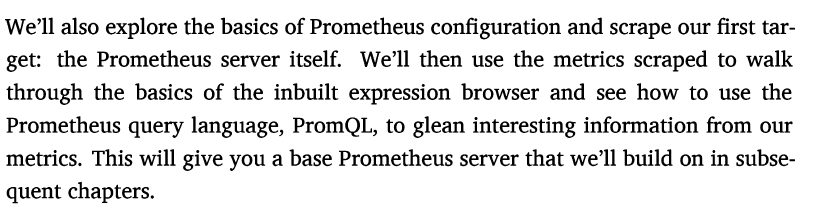 We’ll also explore the basics of Prometheus configuration and scrape our first tar-
get: the Prometheus server itself. We’ll then use the metrics scraped to walk
through the basics of the inbuilt expression browser and see how to use the
Prometheus query language, PromQL, to glean interesting information from our
metrics. This will give you a base Prometheus server that we’ll build on in subse-
quent chapters.